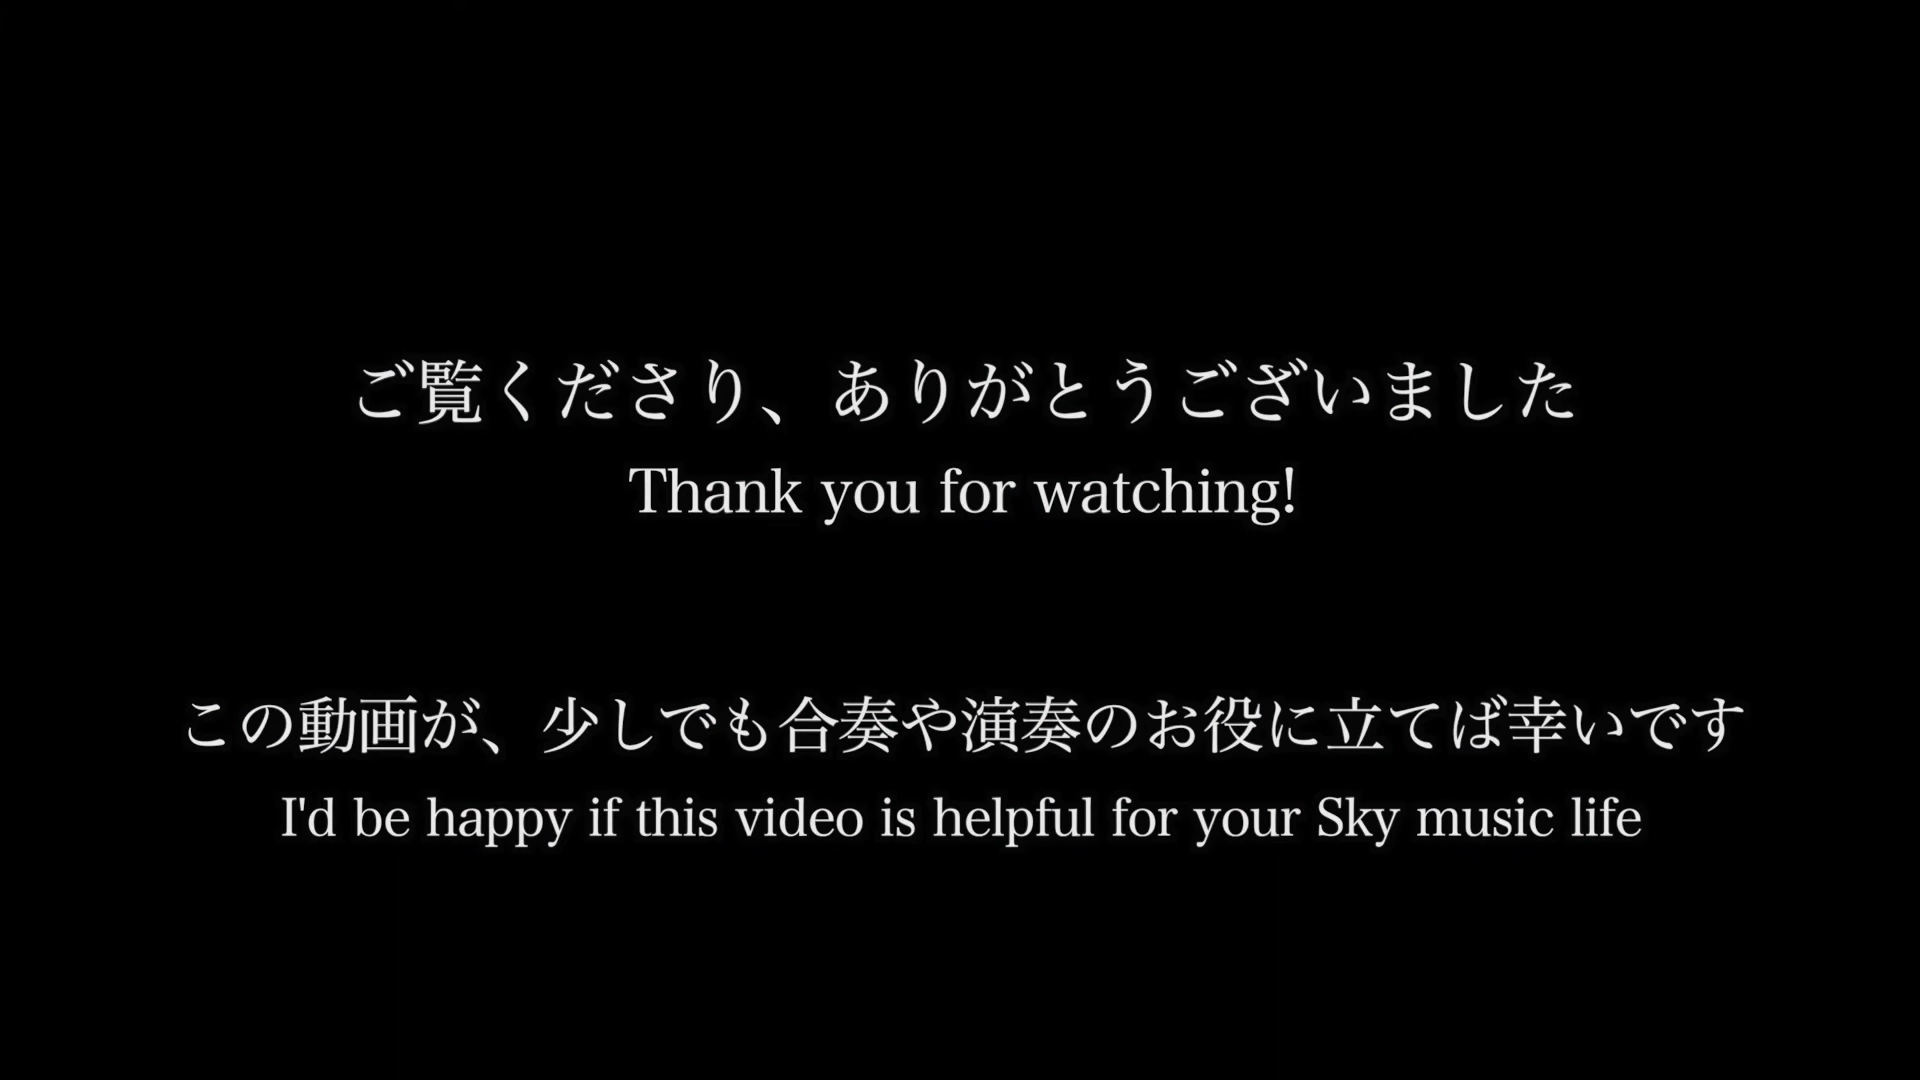 ご覧くださり、ありがとうございました
Thank you for watching!
この動画が、少しでも合奏や演奏のお役に立てば幸いです
I'd be happy if this video is helpful for your Sky music life